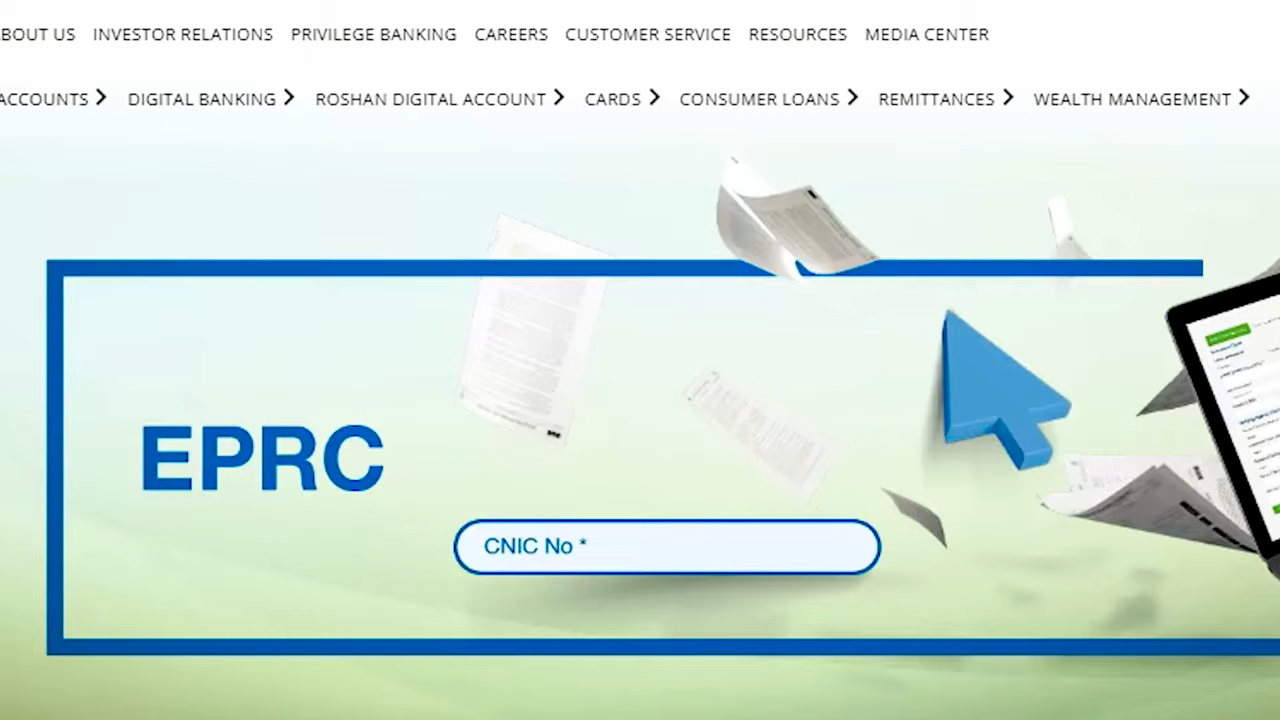 BOUT US INVESTOR RELATIONS PRIVILEGE BANKING CAREERS CUSTOMER SERVICE RESOURCES MEDIA CENTER
ACCOUNTS DIGITAL BANKING ROSHAN DIGITAL ACCOUNT CARDS CONSUMER LOANS REMITTANCES WEALTH MANAGEMENT
EPRC
CNIC No *